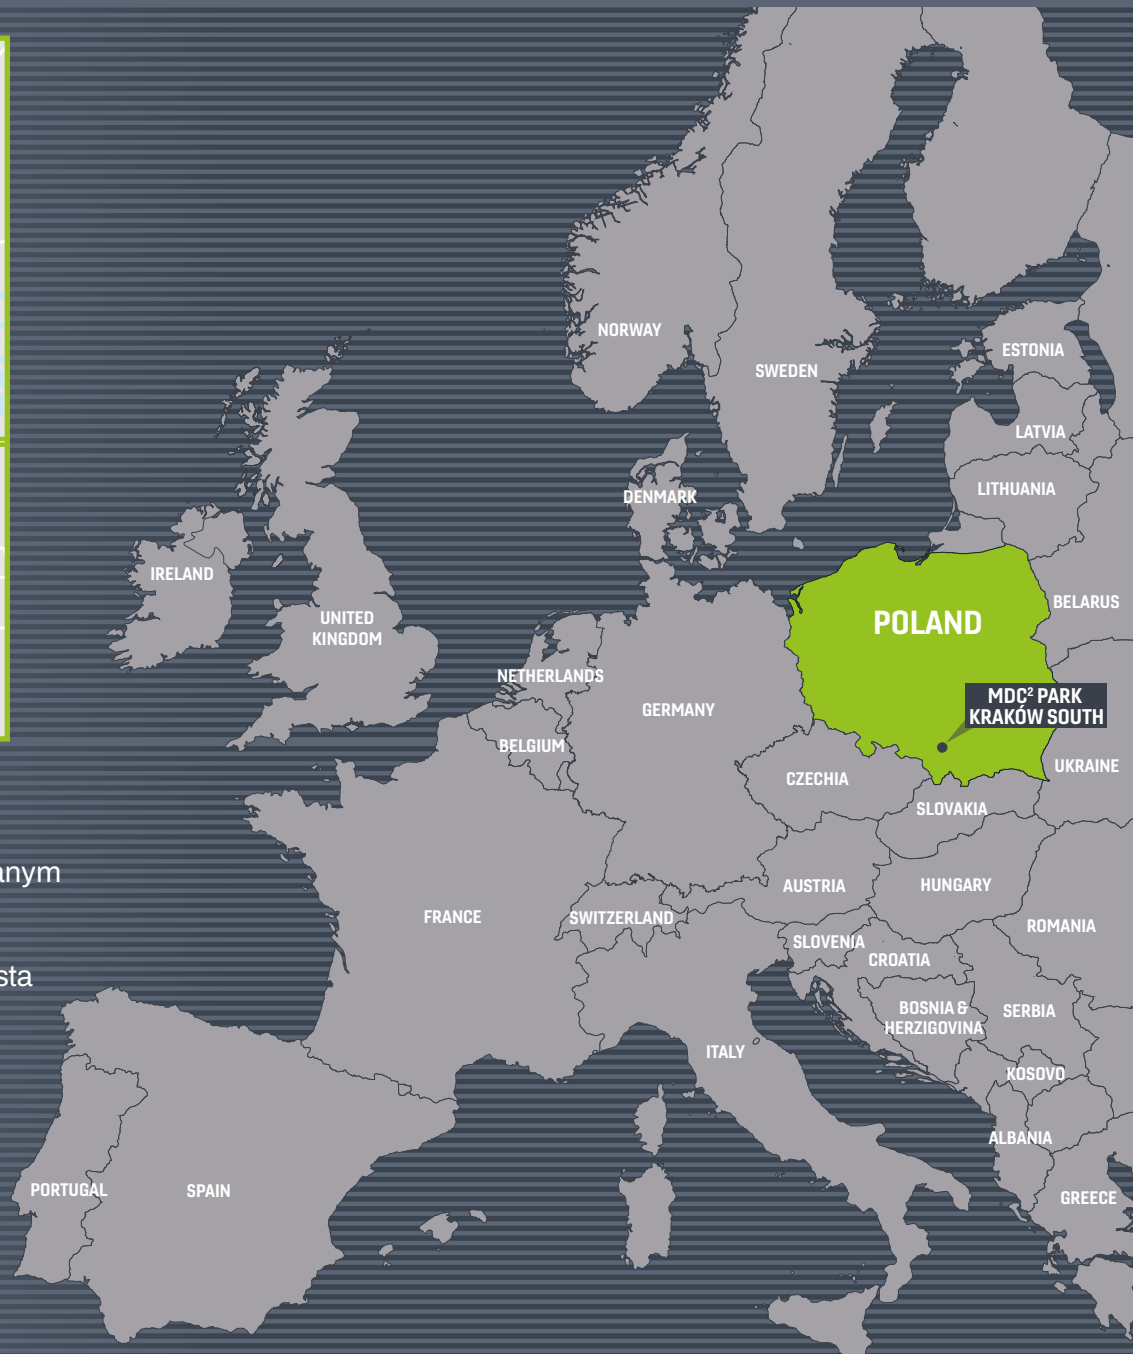 NORWAY
SWEDEN
ESTONIA
LATVIA
LITHUANIA
DENMARK
IRELAND
UNITED
KINGDOM
BELARUS
POLAND
NETHERLANDS
GERMANY
MDC² PARK
KRAKÓW SOUTH
BELGIUM
CZECHIA
UKRAINE
SLOVAKIA
anym
AUSTRIA
HUNGARY
FRANCE
SWITZERLAND
ROMANIA
SLOVENIA
CROATIA
sta
BOSNIA &
HERZIGOVINA
SERBIA
ITALY
KOSOVO
ALBANIA
PORTUGAL
SPAIN
GREECE